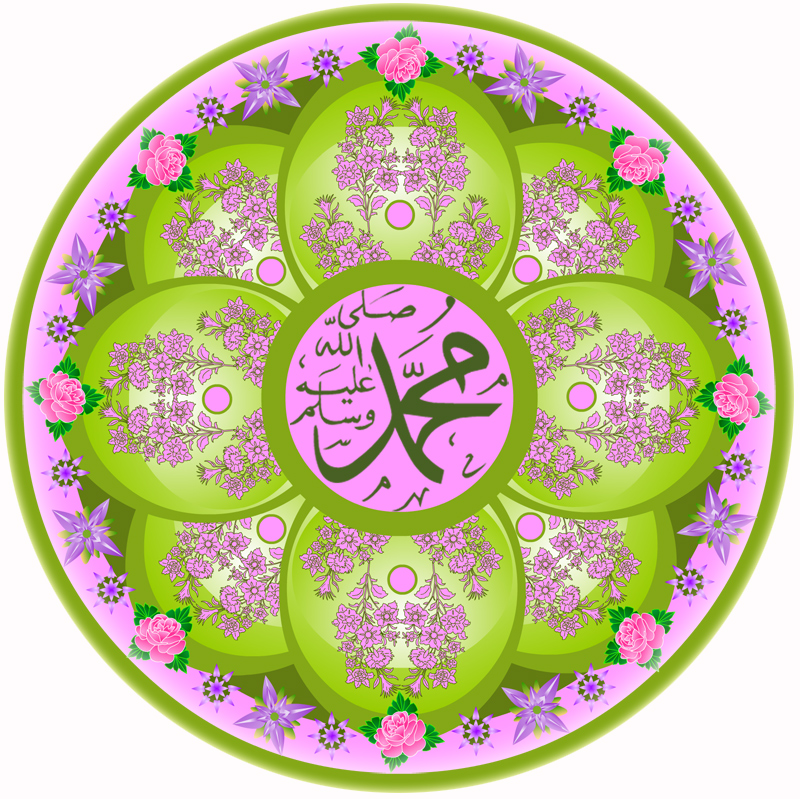 محمد
صلى
الله
عليه
وسلم